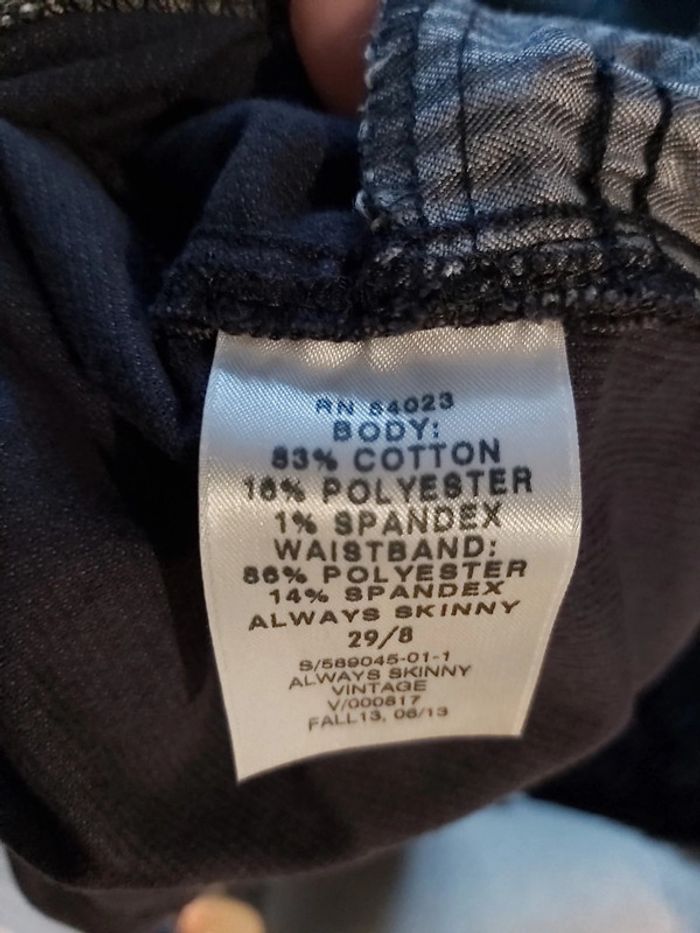 RN 54023
BODY:
83% COTTON
16% POLYESTER
1% SPANDEX
WAISTBAND:
86% POLYESTER
14% SPANDEX
ALWAYS SKINNY
29/8
S/589045-01-1
ALWAYS SKINNY
VINTAGE
V/000817
FALL13, 06/13